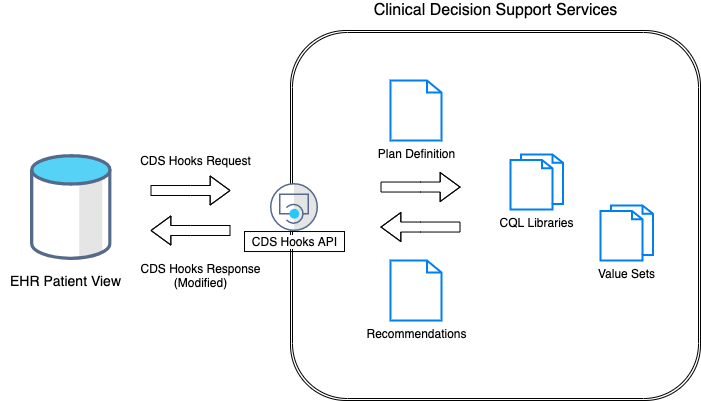 Clinical Decision Support Services
CDS Hooks Request
Plan Definition
CQL Libraries
CDS Hooks API
CDS Hooks Response
(Modified)
EHR Patient View
Value Sets
Recommendations